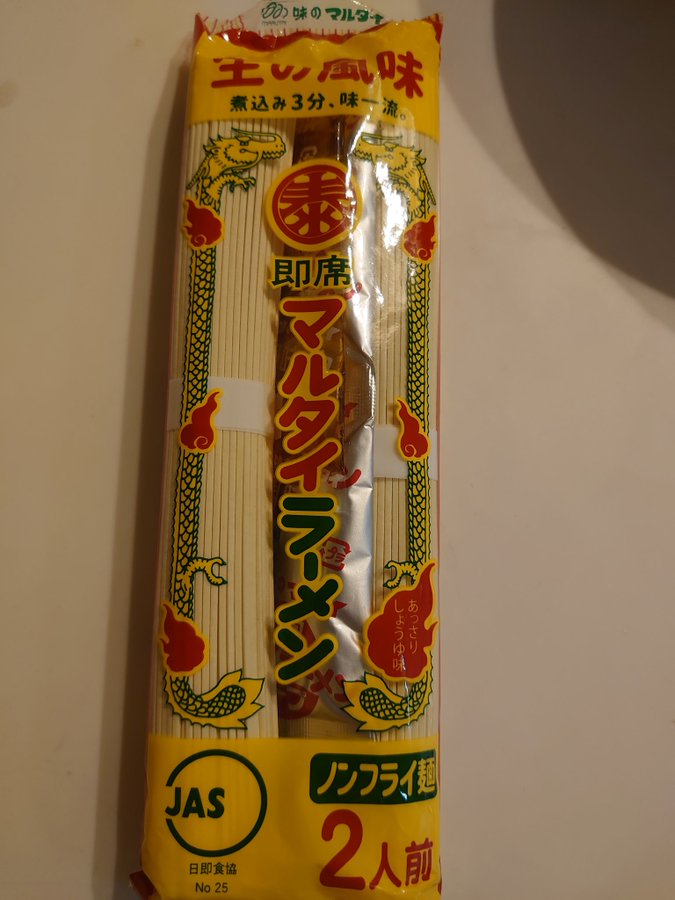 味のマルタイ
生の風味
煮込み3分、味一流。
泰
即席
マルタイラーメン
あっさり
しょうゆ味
JAS
日即食協
No 25
ノンフライ麺
2人前